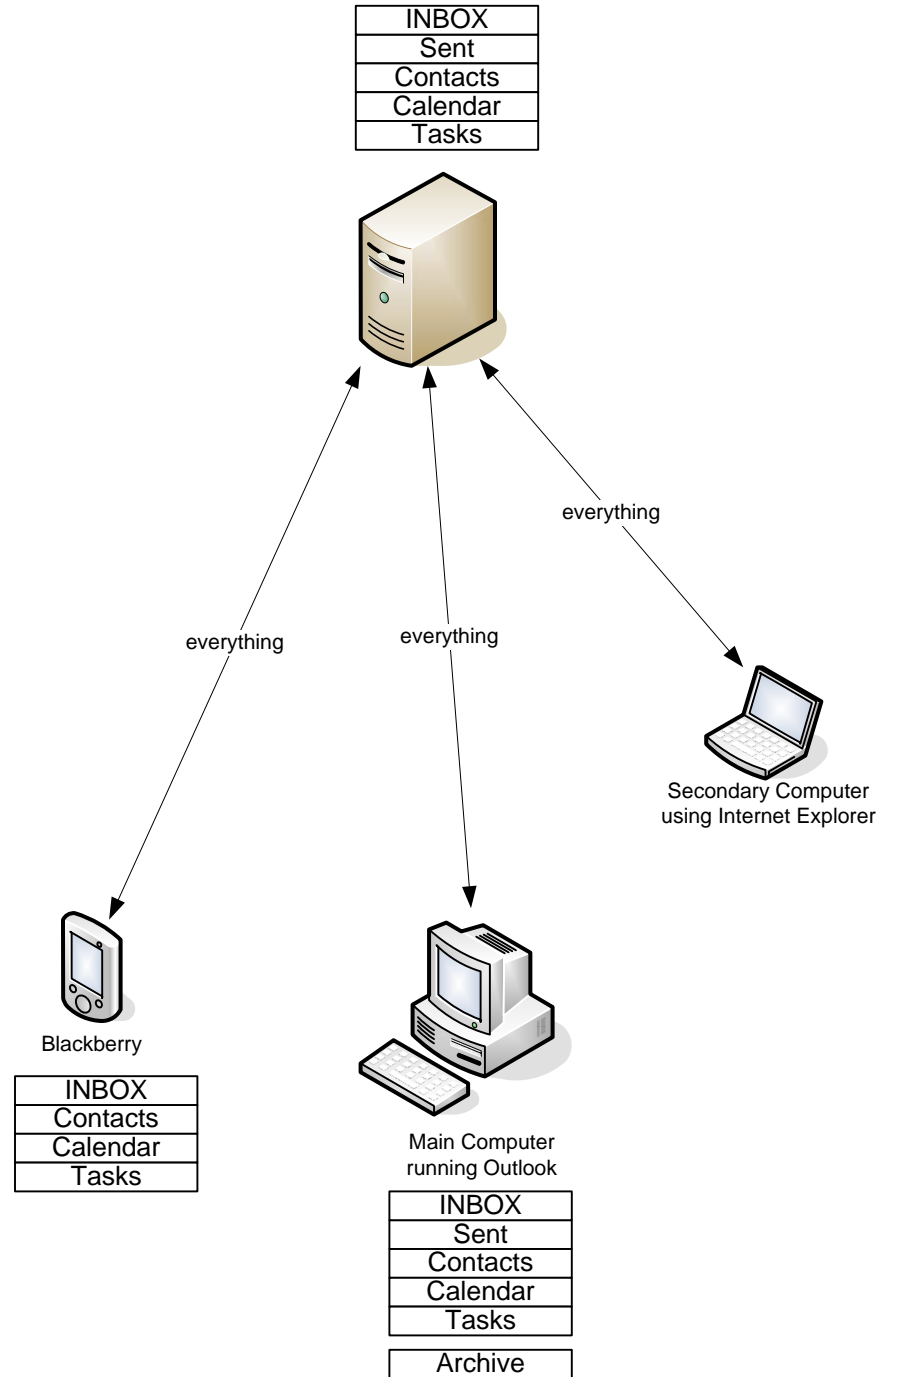 INBOX
Sent
Contacts
Calendar
Tasks
everything
everything
everything
Secondary Computer
using Internet Explorer
Blackberry
INBOX
Contacts
Calendar
Tasks
Main Computer
running Outlook
INBOX
Sent
Contacts
Calendar
Tasks
Archive